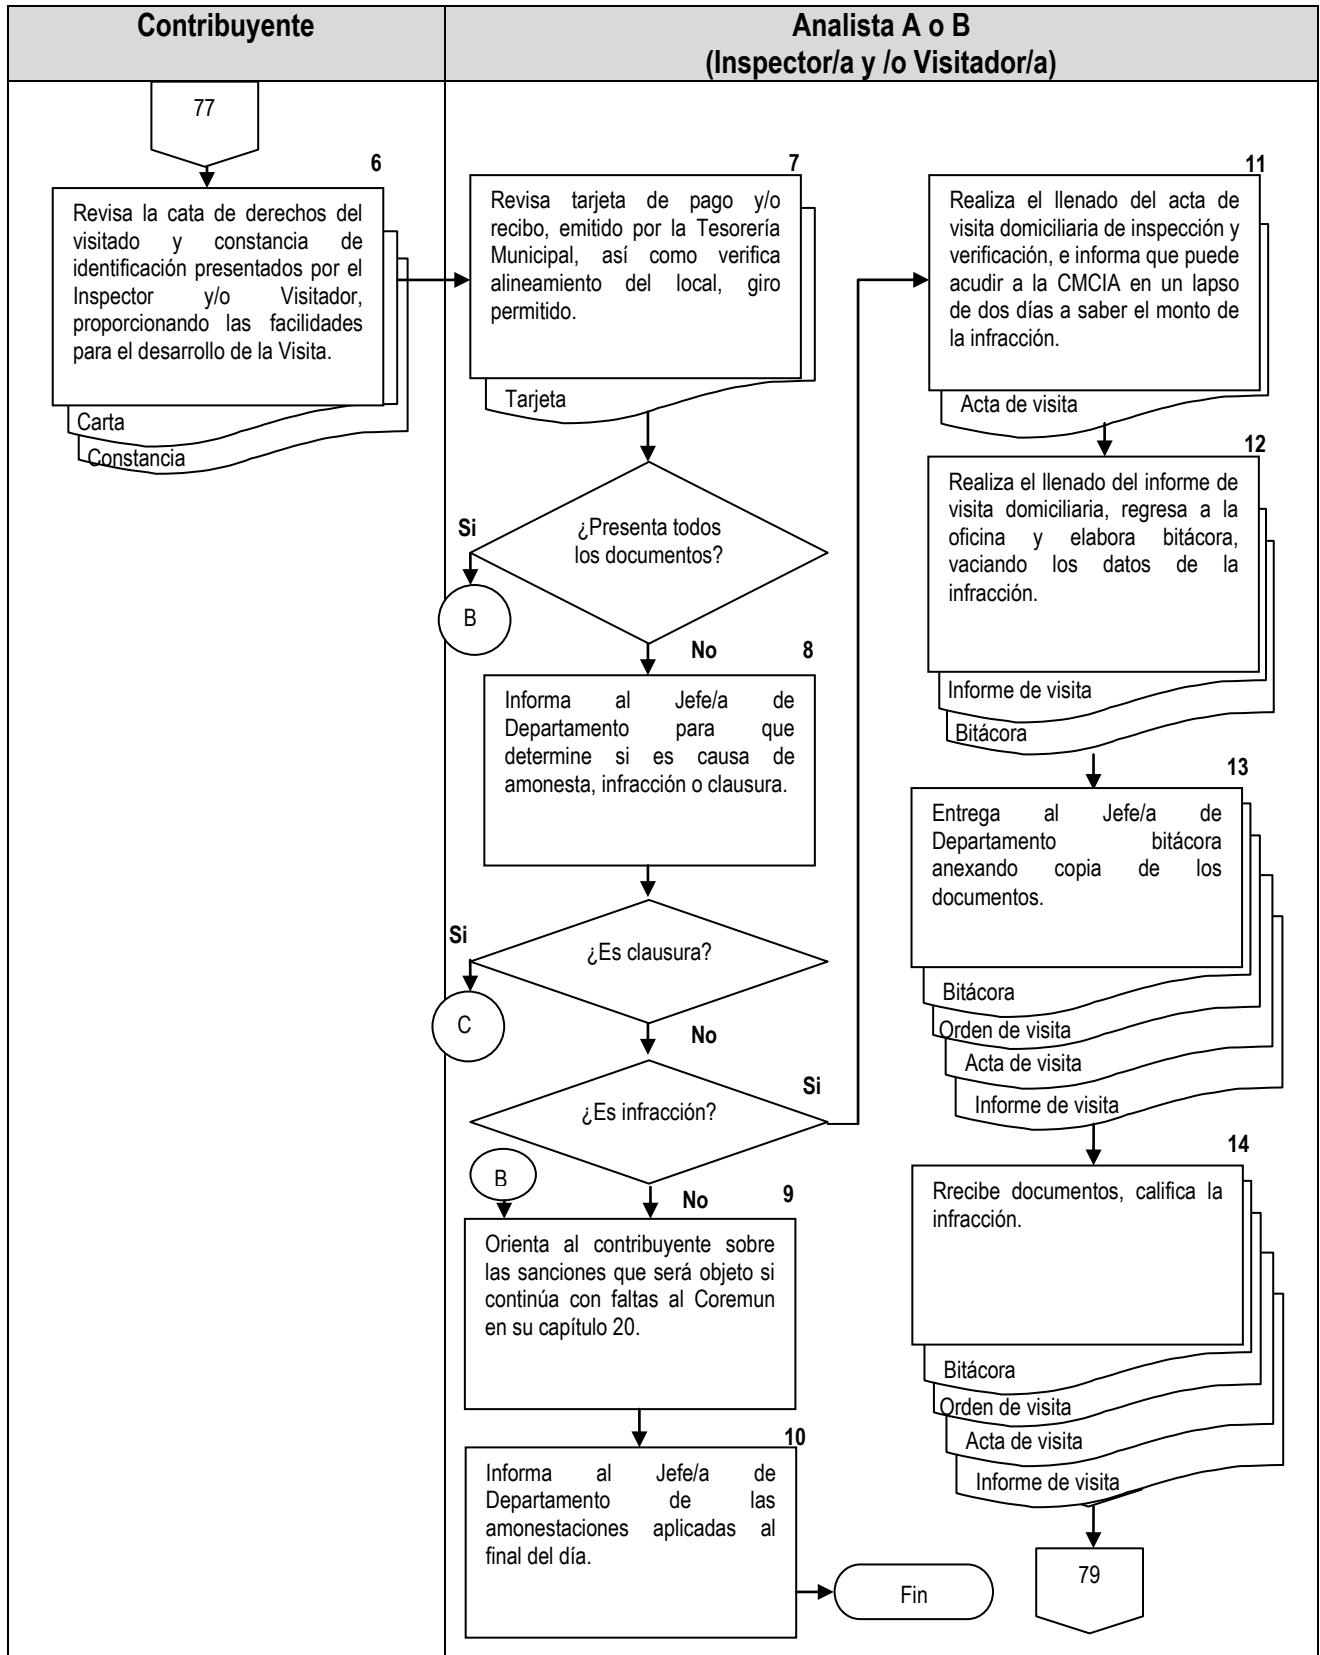 Contribuyente
Analista A o B
(Inspector/a y /o Visitador/a)
77
6
Revisa la cata de derechos del
visitado y constancia de
identificación presentados por el
Inspector y/o Visitador,
proporcionando las facilidades
para el desarrollo de la Visita.
Carta
Constancia
7
Revisa tarjeta de pago y/o
recibo, emitido por la Tesorería
Municipal, así como verifica
alineamiento del local, giro
permitido.
Tarjeta
¿Presenta todos
los documentos?
Si
B
No
8
Informa al Jefe/a de
Departamento para que
determine si es causa de
amonesta, infracción o clausura.
¿Es clausura?
Si
C
No
¿Es infracción?
Si
B
No
9
Orienta al contribuyente sobre
las sanciones que será objeto si
continúa con faltas al Coremun
en su capítulo 20.
10
Informa al Jefe/a de
Departamento de las
amonestaciones aplicadas al
final del día.
Fin
11
Realiza el llenado del acta de
visita domiciliaria de inspección y
verificación, e informa que puede
acudir a la CMCIA en un lapso
de dos días a saber el monto de
la infracción.
Acta de visita
12
Realiza el llenado del informe de
visita domiciliaria, regresa a la
oficina y elabora bitácora,
vaciando los datos de la
infracción.
Informe de visita
Bitácora
13
Entrega al Jefe/a de
Departamento bitácora
anexando copia de los
documentos.
Bitácora
Orden de visita
Acta de visita
Informe de visita
14
Rrecibe documentos, califica la
infracción.
Bitácora
Orden de visita
Acta de visita
Informe de visita
79